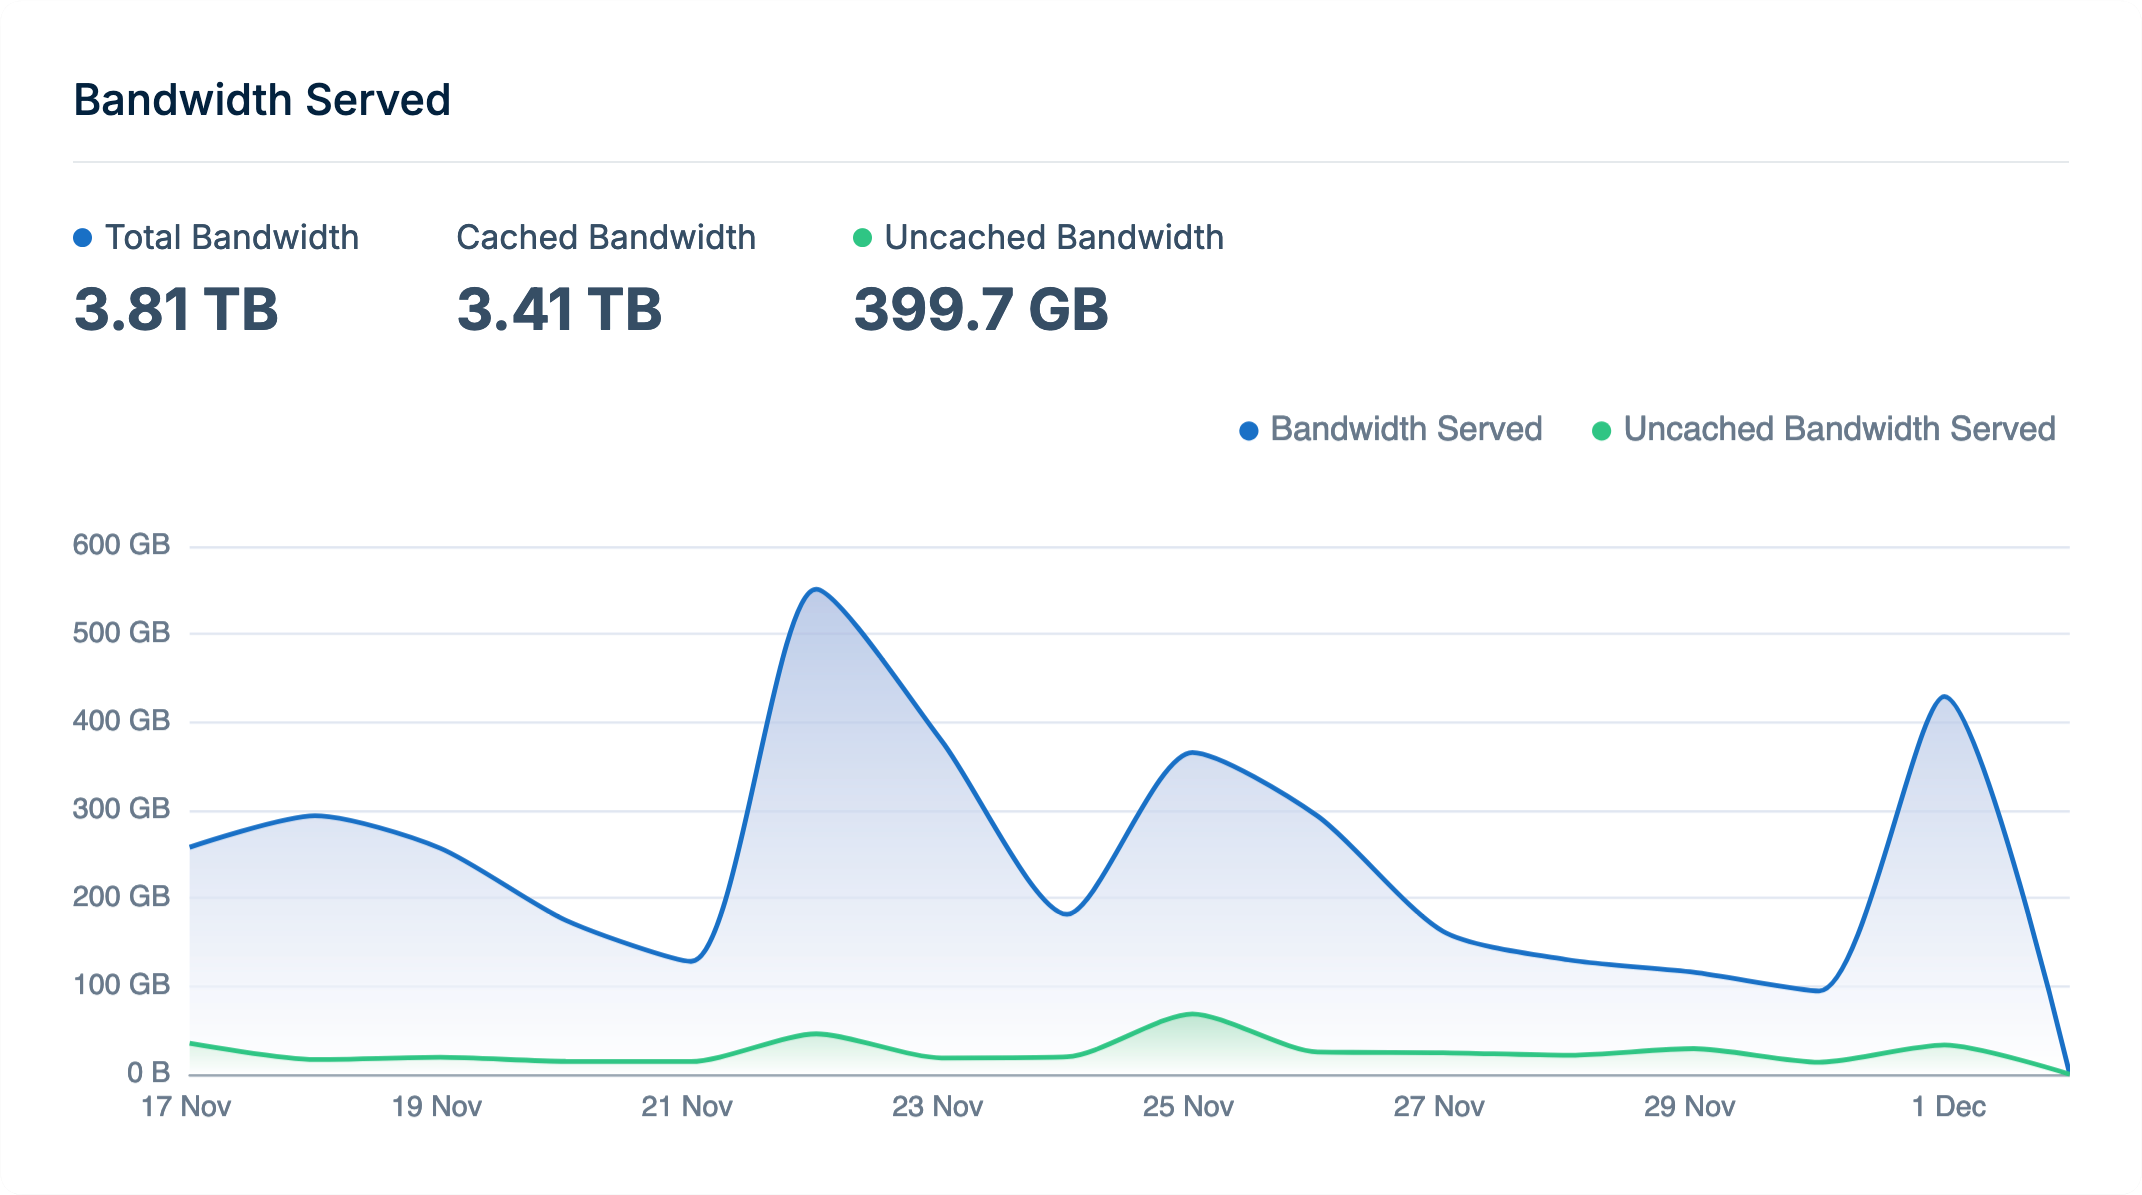 Bandwidth Served
Total Bandwidth
Cached Bandwidth
Uncached Bandwidth
3.81 TB
3.41 TB
399.7 GB
Bandwidth Served
Uncached Bandwidth Served
600 GB
500 GB
400 GB
300 GB
200 GB
100 GB
0 B
17 Nov
19 Nov
21 Nov
23 Nov
25 Nov
27 Nov
29 Nov
1 Dec